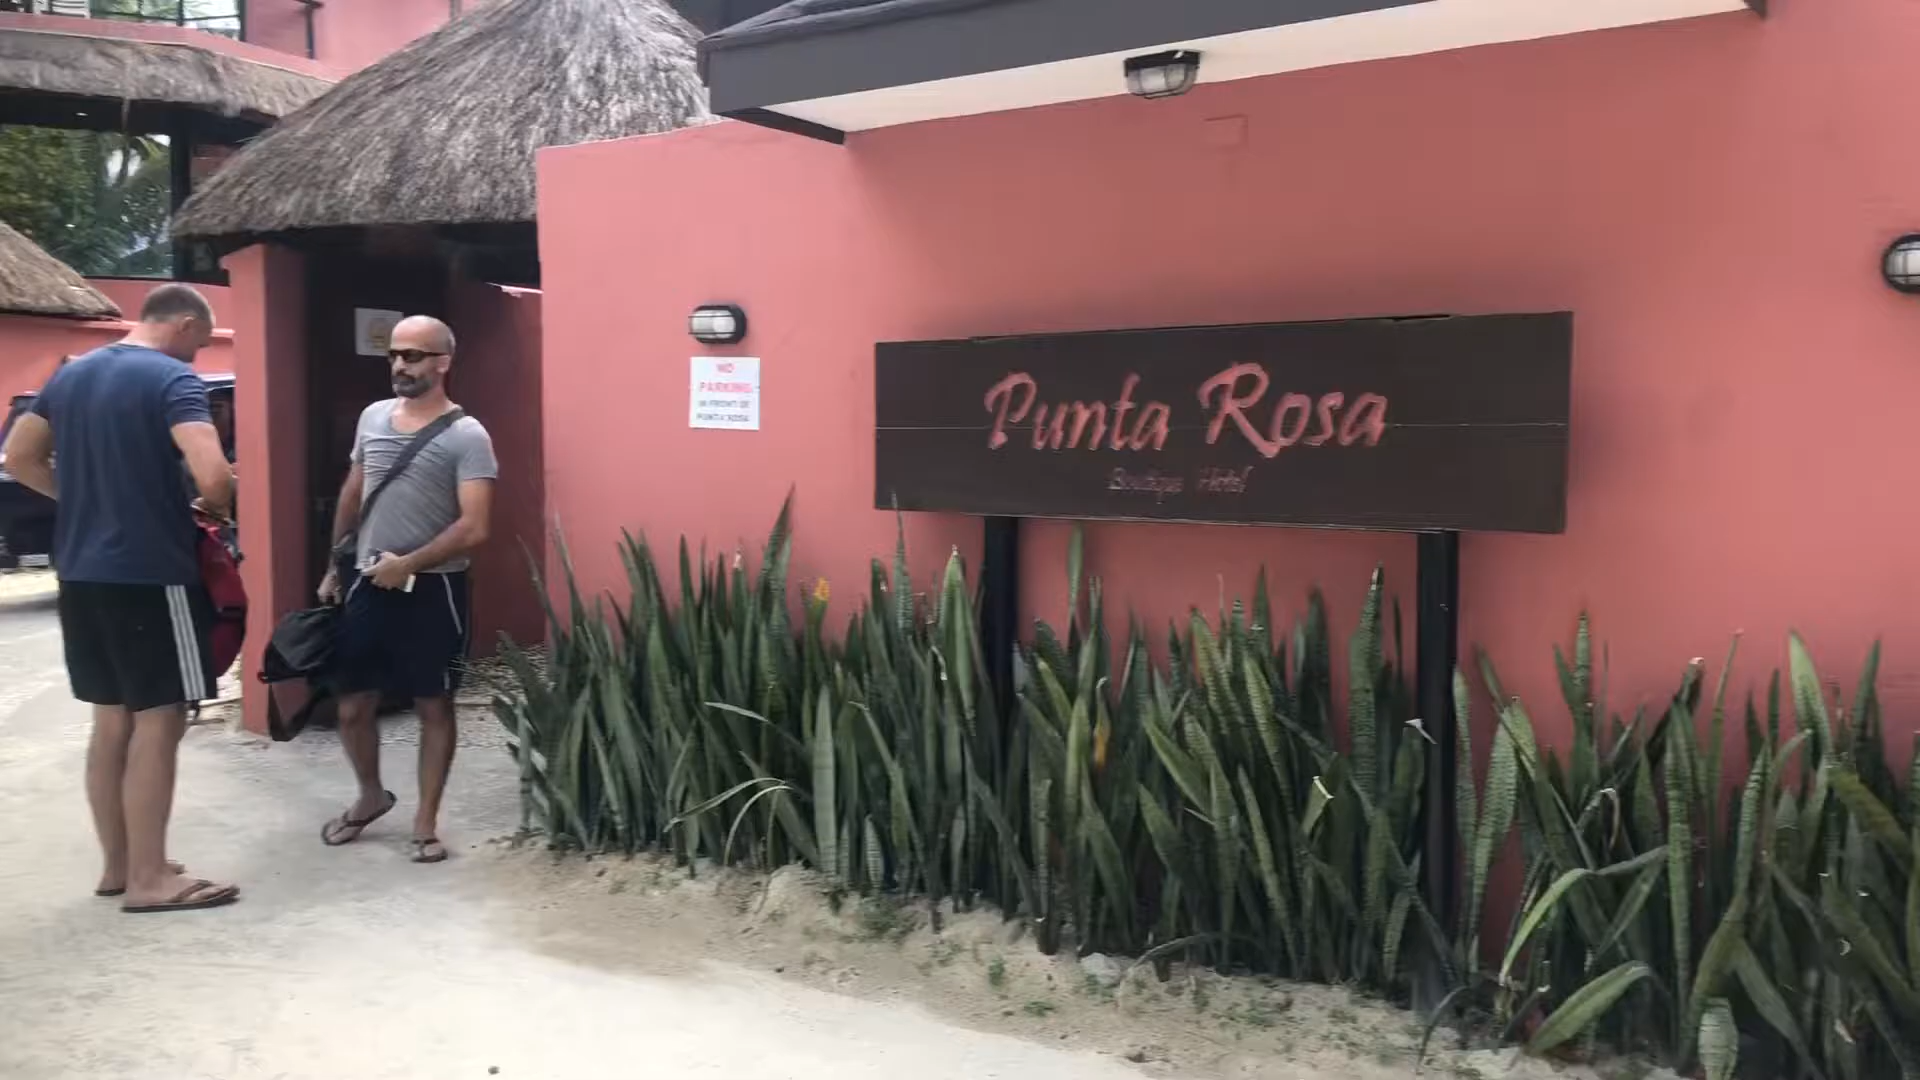 NO
PARKING
IN FRONT OF
PUNTA ROSA
Punta Rosa
Boutique Hotel